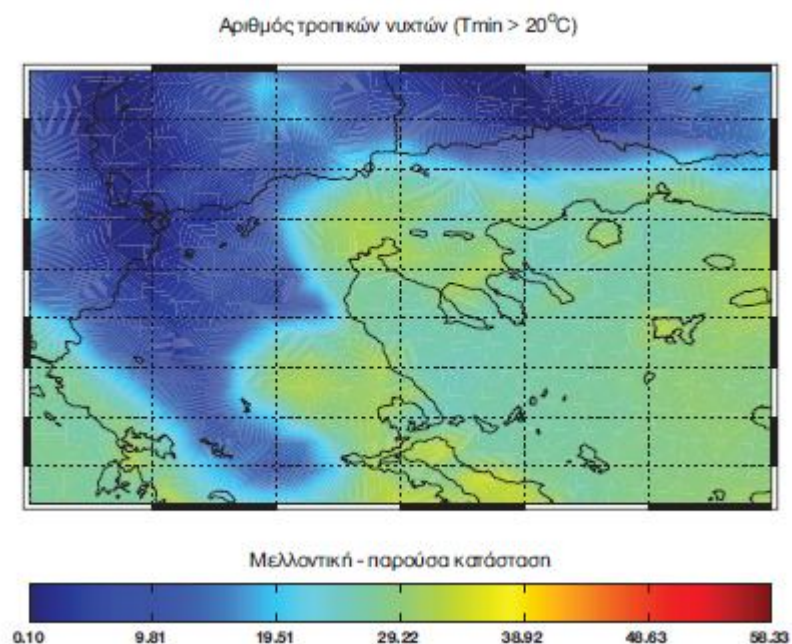 Αριθμός τροπικών νυχτών (Tmin > 20°C)
Μελλοντική - παρούσα κατάσταση
0.10 9.81 19.51 29.22 38.92 48.63 58.33